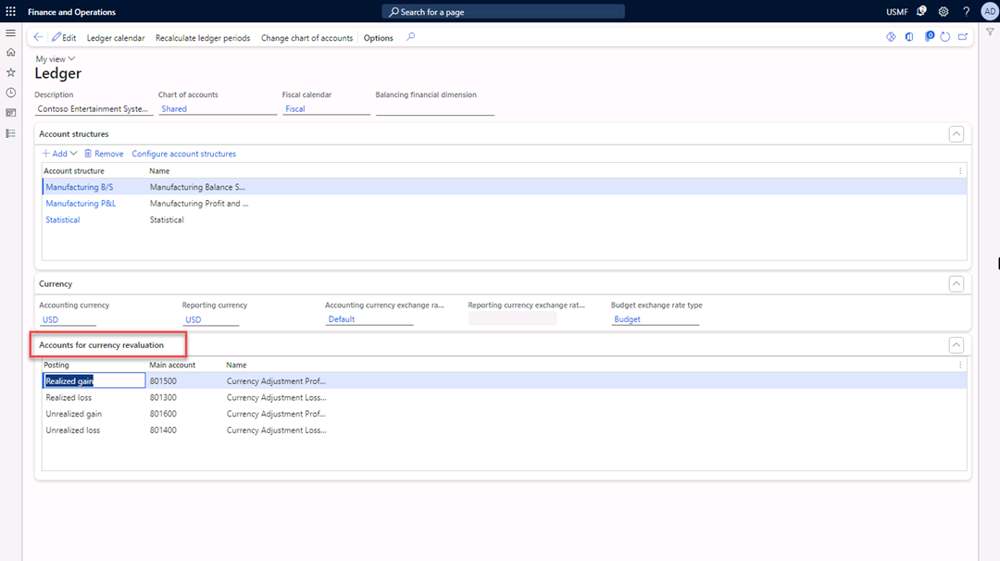 Finance and Operations
Search for a page
USMF
AD
Edit Ledger calendar Recalculate ledger periods Change chart of accounts Options
0
My view
Ledger
Description Chart of accounts Fiscal calendar Balancing financial dimension
Contoso Entertainment Syste... Shared Fiscal
Account structures
Add Remove Configure account structures
Account structure Name
Manufacturing B/S Manufacturing Balance S...
Manufacturing P&L Manufacturing Profit and ...
Statistical Statistical
Currency
Accounting currency Reporting currency Accounting currency exchange ra... Reporting currency exchange rat... Budget exchange rate type
USD USD Default Budget
Accounts for currency revaluation
Posting Main account Name
Realized gain 801500 Currency Adjustment Prof...
Realized loss 801300 Currency Adjustment Loss...
Unrealized gain 801600 Currency Adjustment Prof...
Unrealized loss 801400 Currency Adjustment Loss...